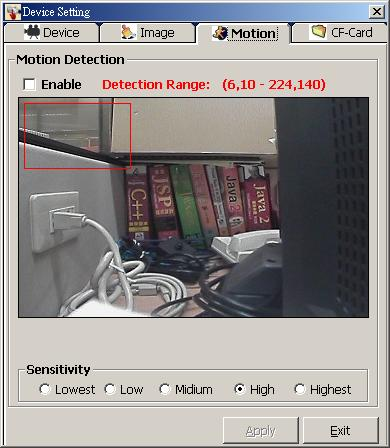 Device Setting
Device Image Motion CF-Card
Motion Detection
Enable Detection Range: (6,10 - 224,140)
C++ JSP Java 2 Java 2
Sensitivity
Lowest Low Midium High Highest
Apply Exit